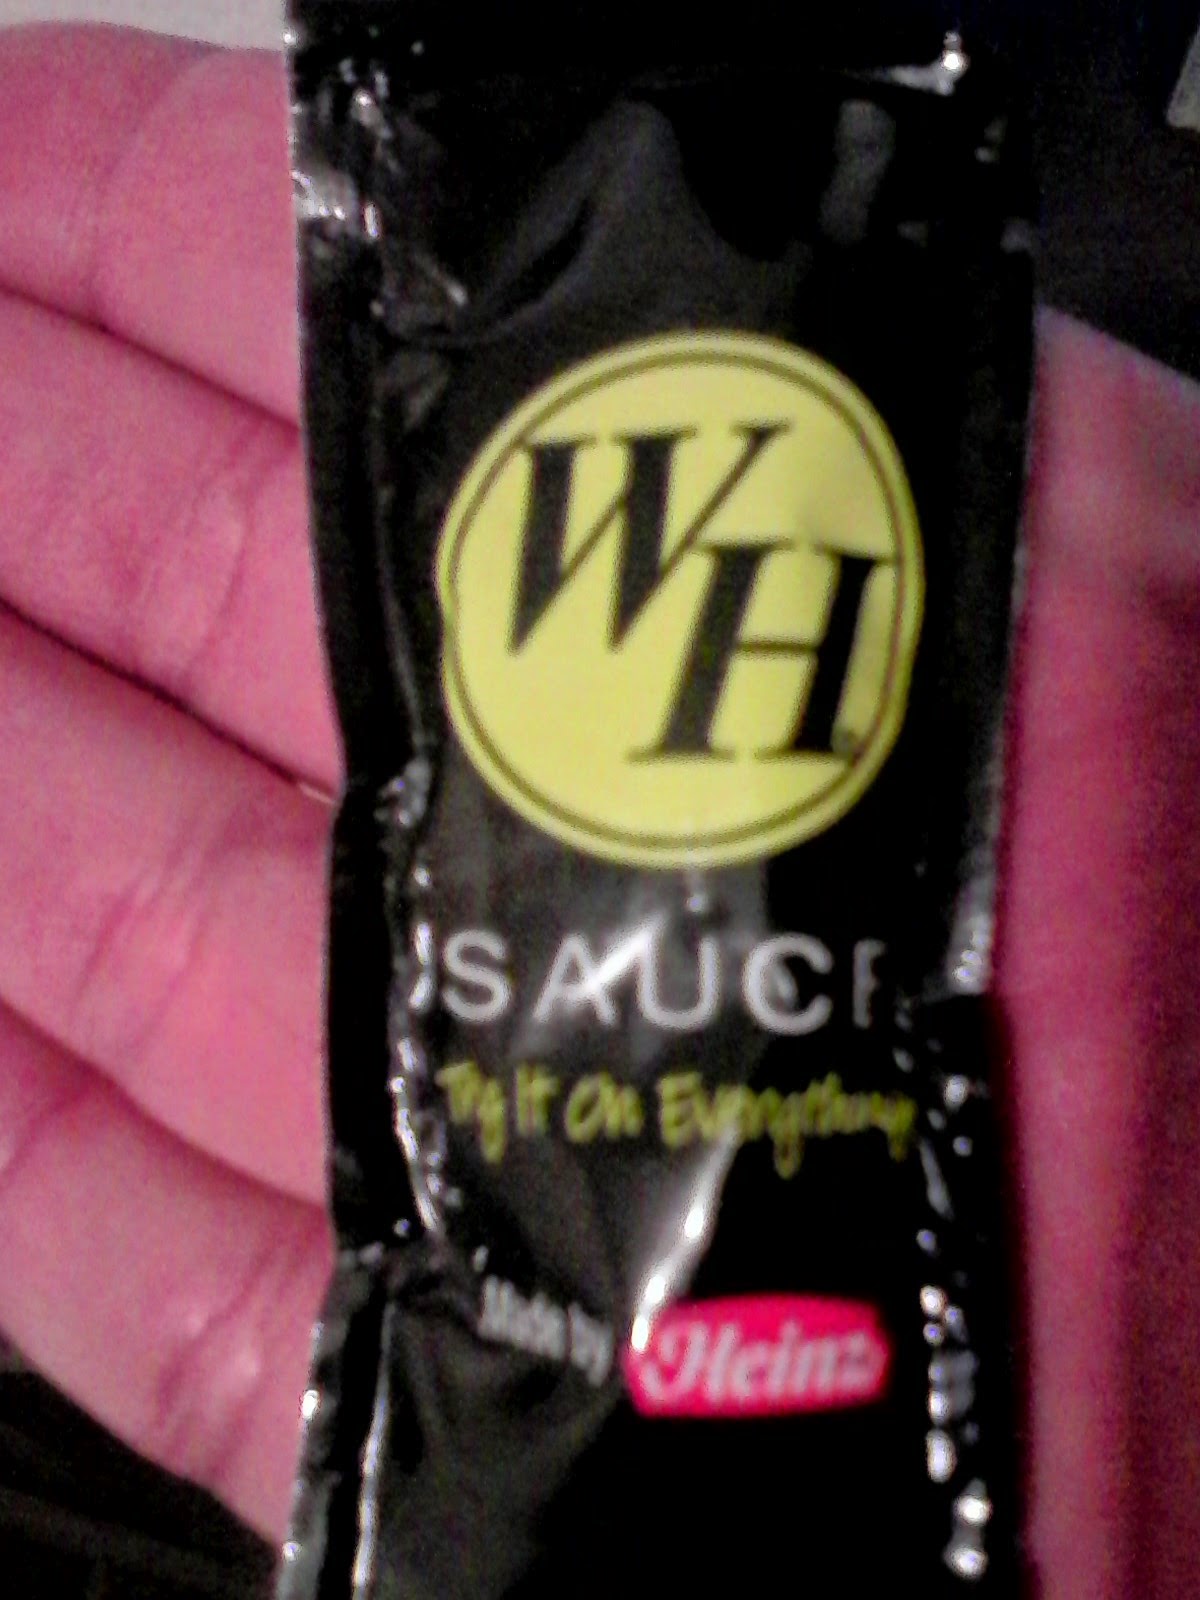 WH
SAUCE
Try It On Everything
Made by Heinz